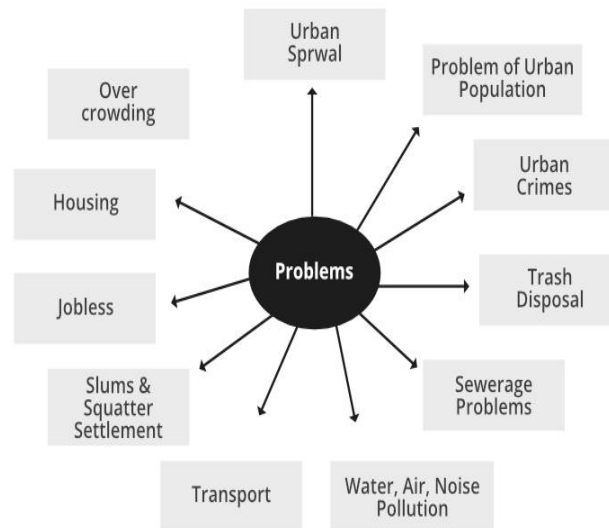 Urban
Sprwal
Problem of Urban
Population
Over
crowding
Urban
Crimes
Housing
Problems
Trash
Disposal
Jobless
Sewerage
Problems
Slums &
Squatter
Settlement
Transport
Water, Air, Noise
Pollution